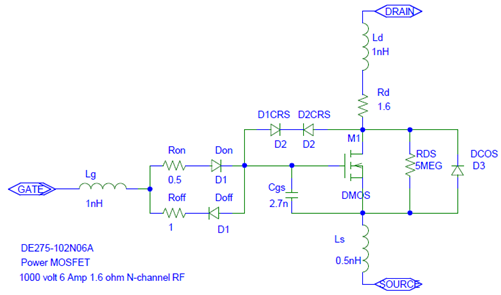 DRAIN
Ld
1nH
Rd
1.6
D1CRS D2CRS
D2 D2
M1
Ron Don
0.5 D1
Lg
GATE
1nH
Roff Doff
1 D1
Cgs
2.7n
DMOS
RDS
5MEG
DCOS
D3
Ls
0.5nH
SOURCE
DE275-102N06A
Power MOSFET
1000 volt 6 Amp 1.6 ohm N-channel RF